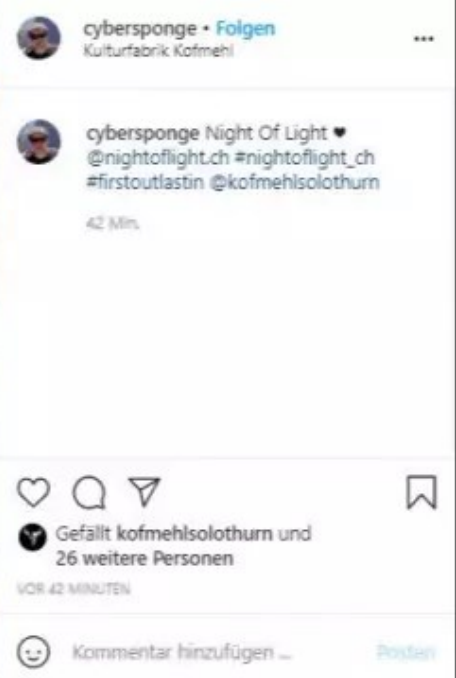 cybersponge • Folgen
Kulturfabrik Kofmehl
cybersponge Night Of Light ♥
@nightoflight.ch #nightoflight_ch
#firstoutlastin @kofmehlsolothurn
42 Min.
Gefällt kofmehlsolothurn und
26 weitere Personen
VOR 42 MINUTEN
Kommentar hinzufügen ...
Posten